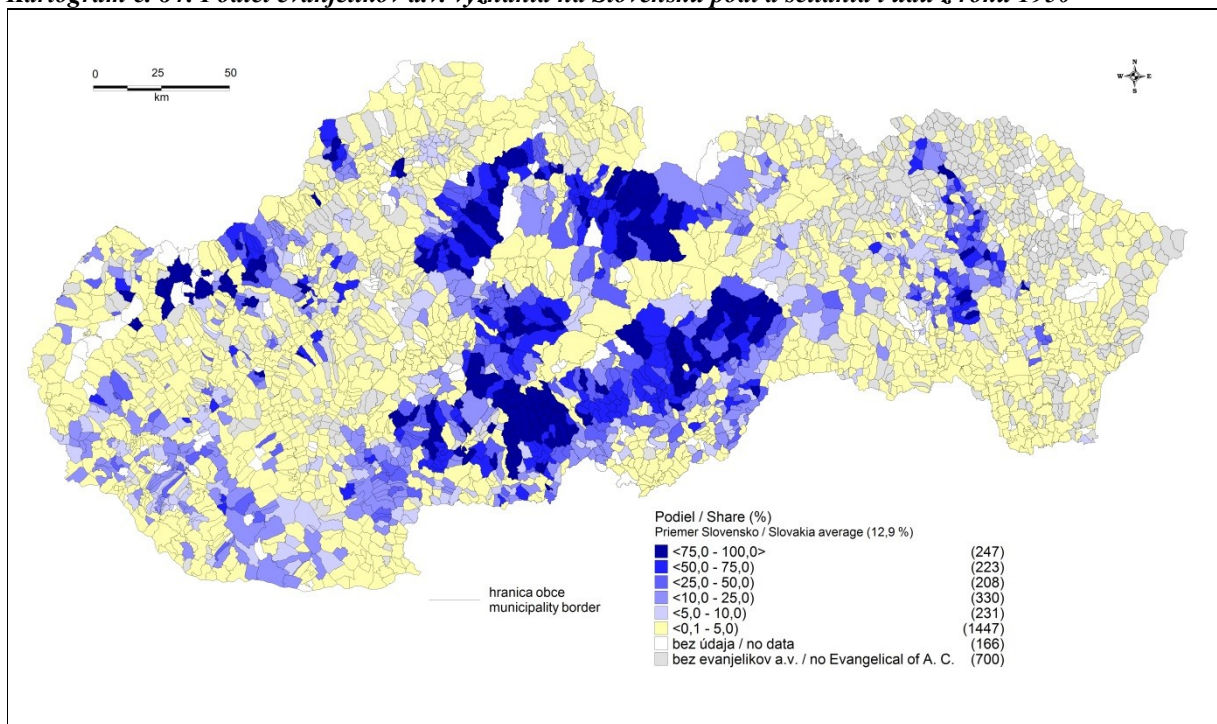 0 25 50
km
N
W E
S
Podiel / Share (%)
Priemer Slovensko / Slovakia average (12,9 %)
<75,0 - 100,0> (247)
<50,0 - 75,0) (223)
<25,0 - 50,0) (208)
<10,0 - 25,0) (330)
<5,0 - 10,0) (231)
<0,1 - 5,0) (1447)
bez údaja / no data (166)
bez evanjelikov a.v. / no Evangelical of A. C. (700)
hranica obce
municipality border